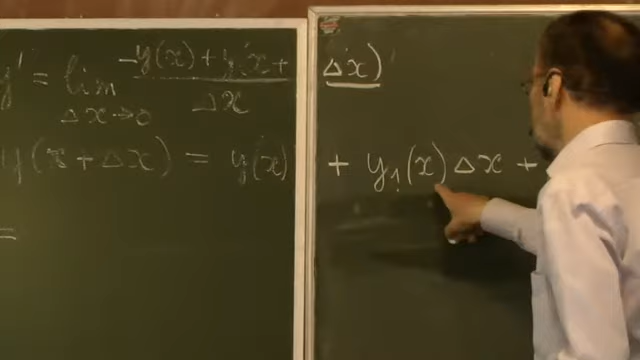 y' = lim -y(x) + y(x + Δx)
Δx→0 Δx
y(x + Δx) = y(x) + y₁(x) Δx +
=